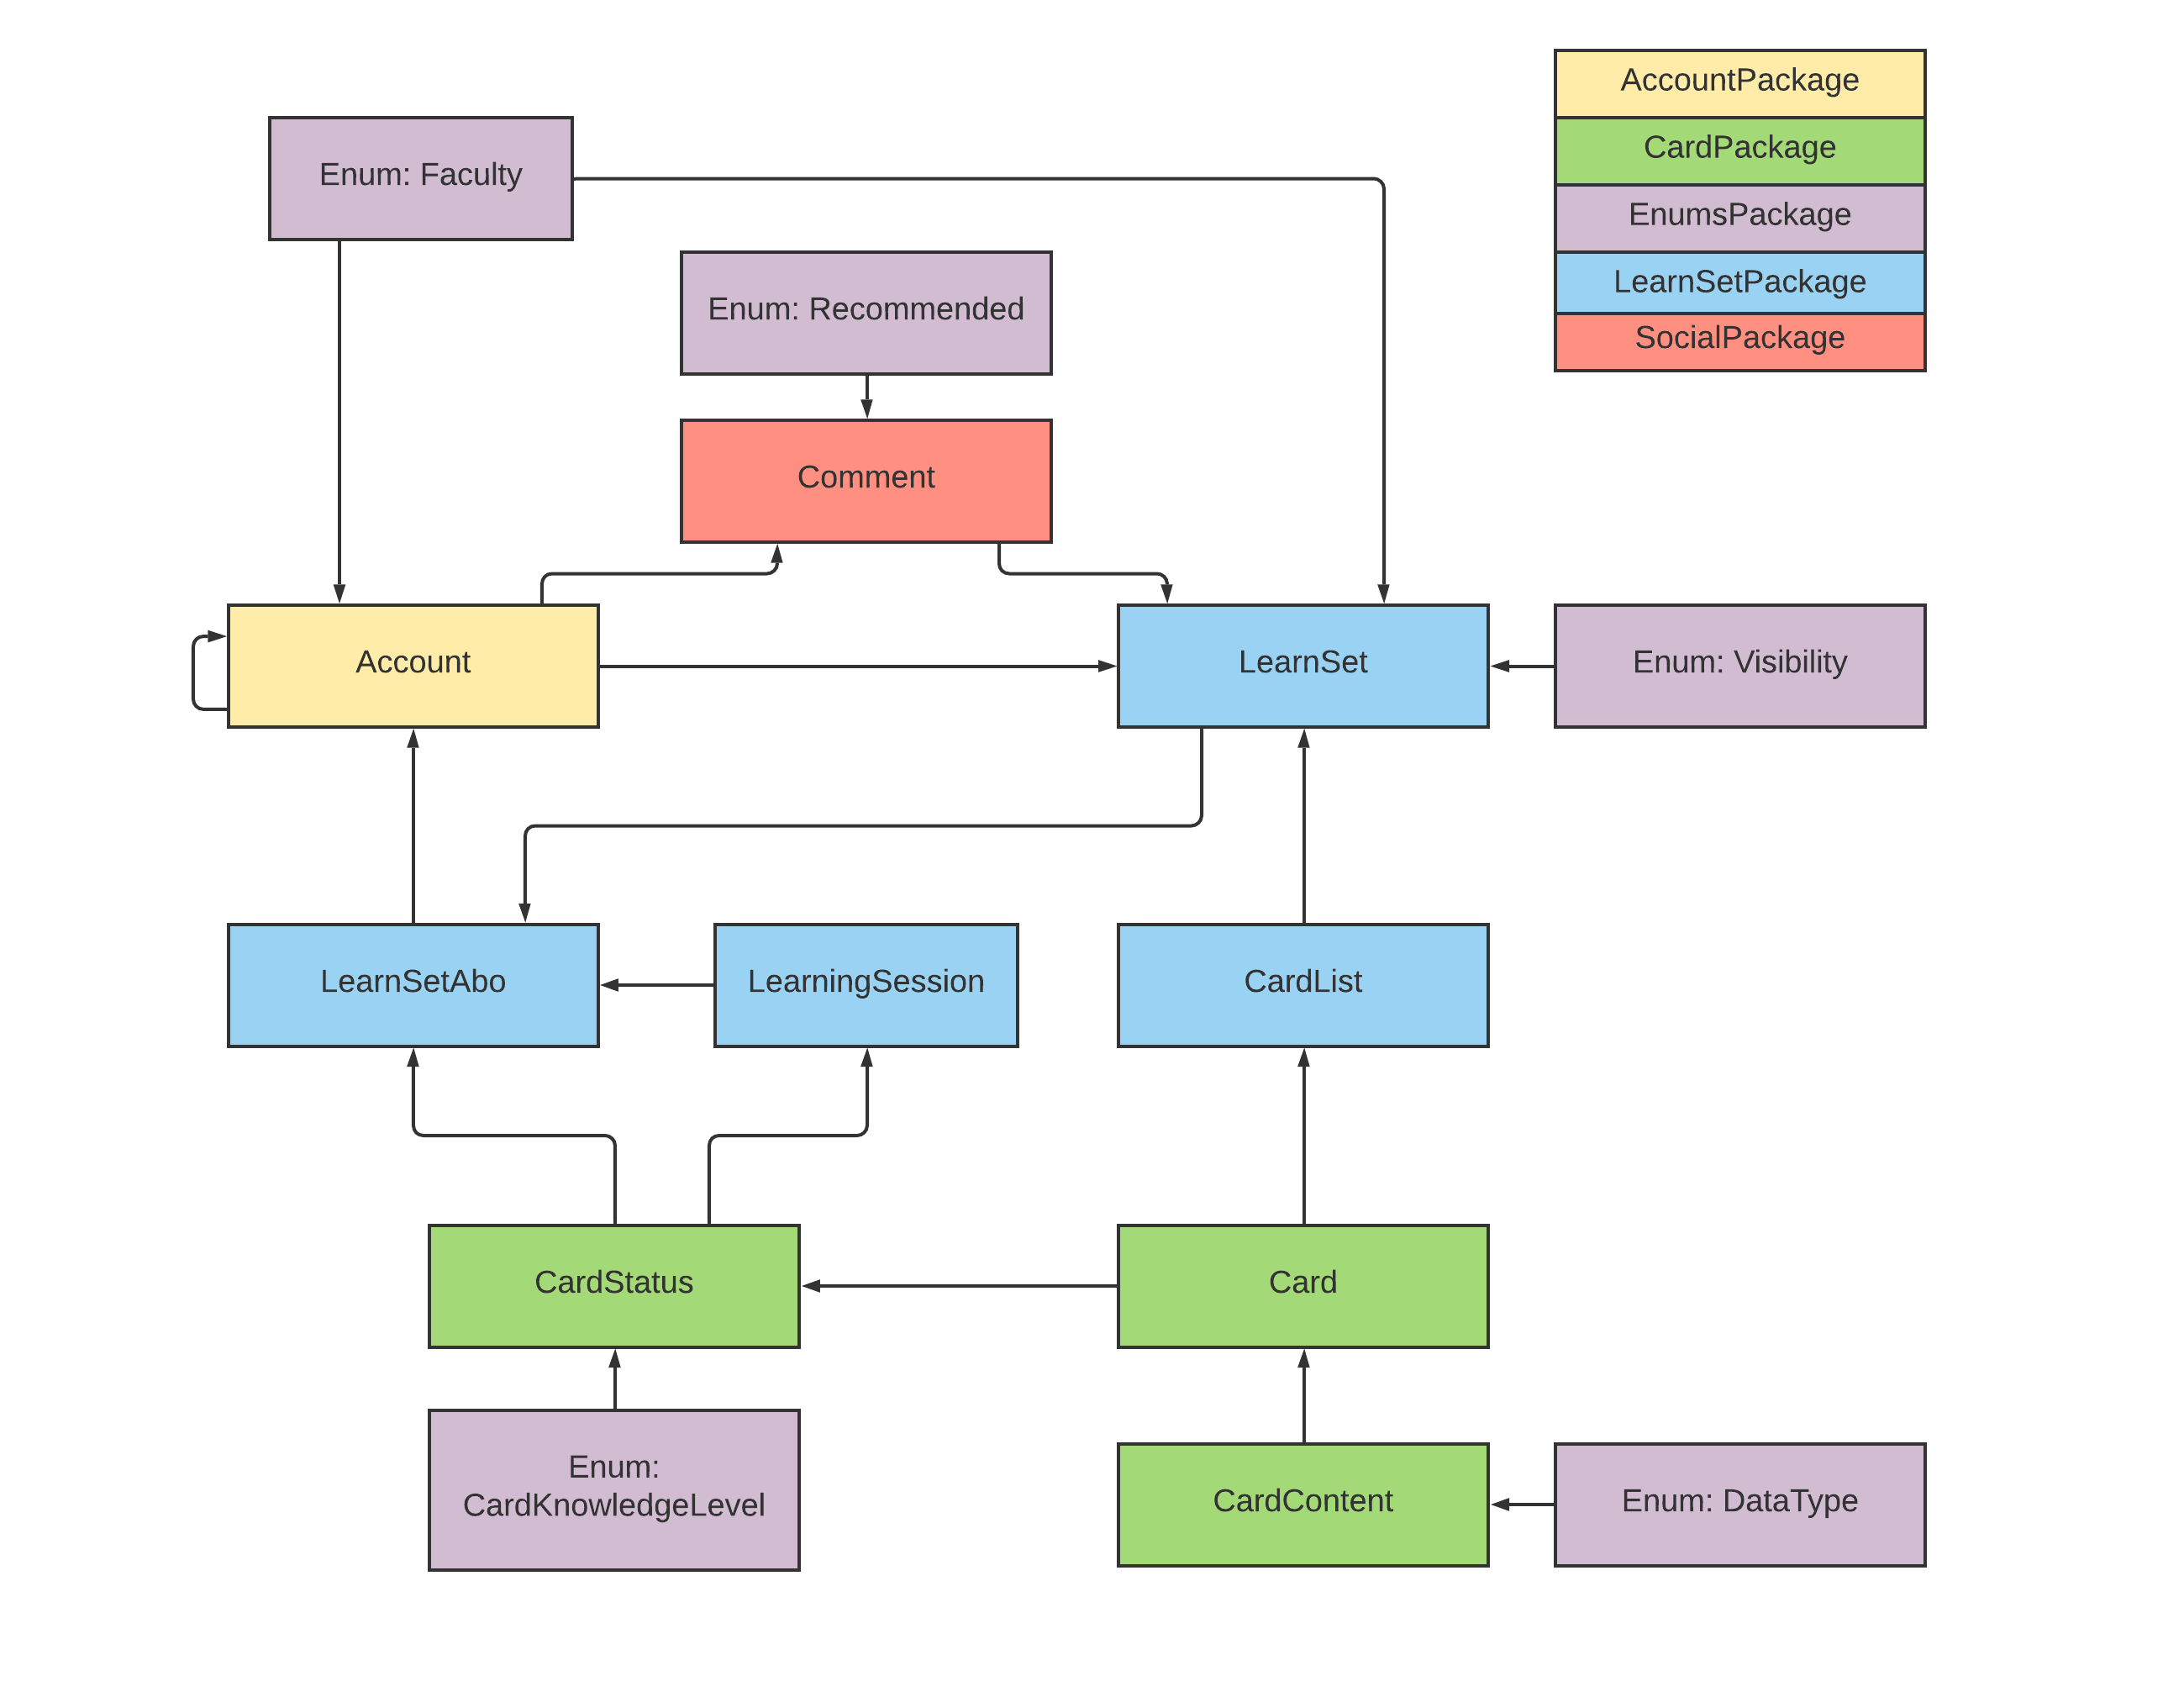 AccountPackage
CardPackage
EnumsPackage
LearnSetPackage
SocialPackage
Enum: Faculty
Enum: Recommended
Comment
Account
LearnSet
Enum: Visibility
LearnSetAbo
LearningSession
CardList
CardStatus
Card
Enum:
CardKnowledgeLevel
CardContent
Enum: DataType